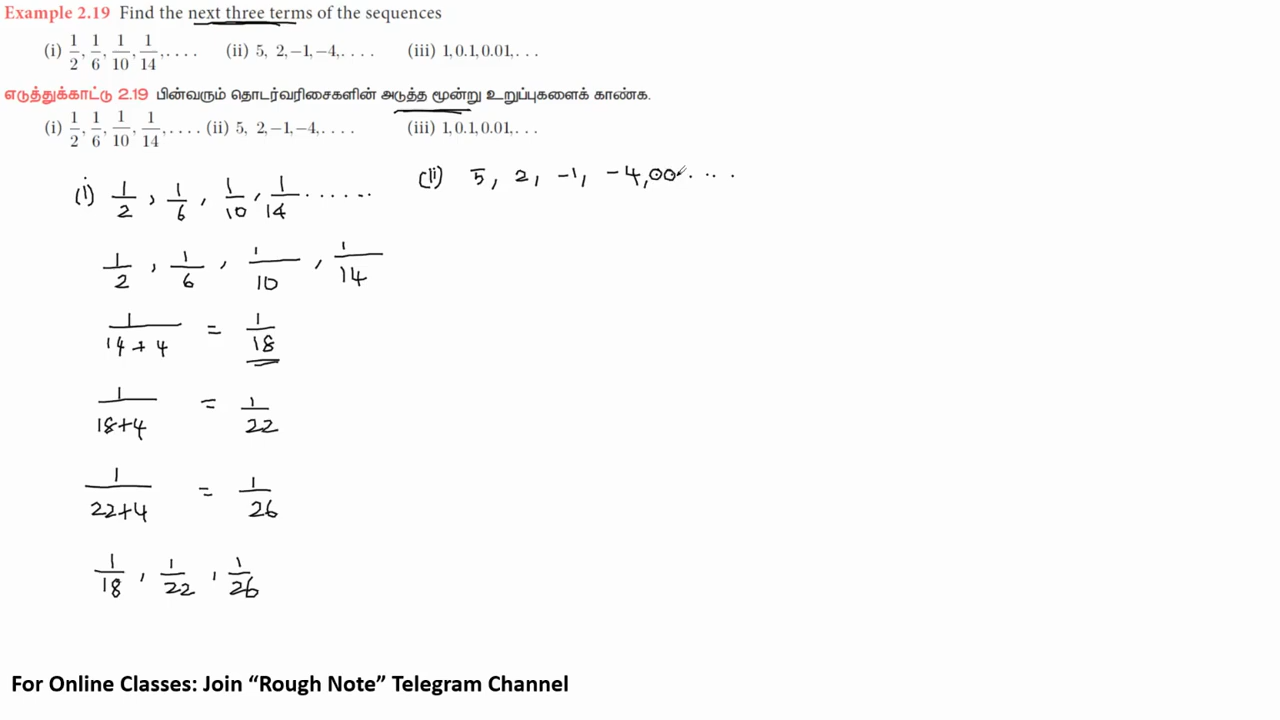 Example 2.19 Find the next three terms of the sequences
(i) 1/2, 1/6, 1/10, 1/14, . . . . (ii) 5, 2, −1, −4, . . . . (iii) 1, 0.1, 0.01, . . .
எடுத்துக்காட்டு 2.19 பின்வரும் தொடர்வரிசைகளின் அடுத்த மூன்று உறுப்புகளைக் காண்க.
(i) 1/2, 1/6, 1/10, 1/14, . . . . (ii) 5, 2, −1, −4, . . . . (iii) 1, 0.1, 0.01, . . .
(i) 1/2 , 1/6 , 1/10 , 1/14 . . . . . .
1/2 , 1/6 , 1/10 , 1/14
1/14+4 = 1/18
1/18+4 = 1/22
1/22+4 = 1/26
1/18 , 1/22 , 1/26
(ii) 5, 2, -1, -4, . . . .
For Online Classes: Join “Rough Note” Telegram Channel